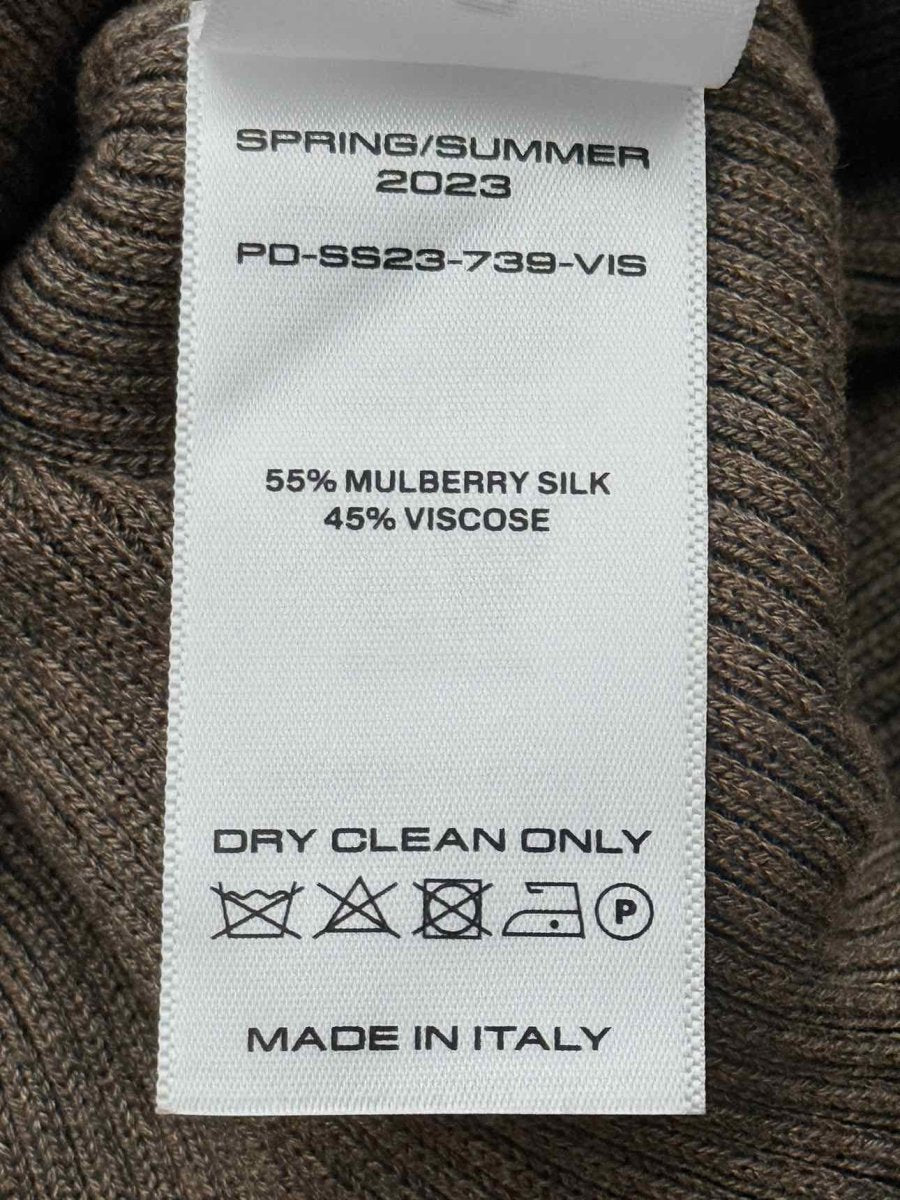 SPRING/SUMMER
2023
PD-SS23-739-VIS
55% MULBERRY SILK
45% VISCOSE
DRY CLEAN ONLY
P
MADE IN ITALY